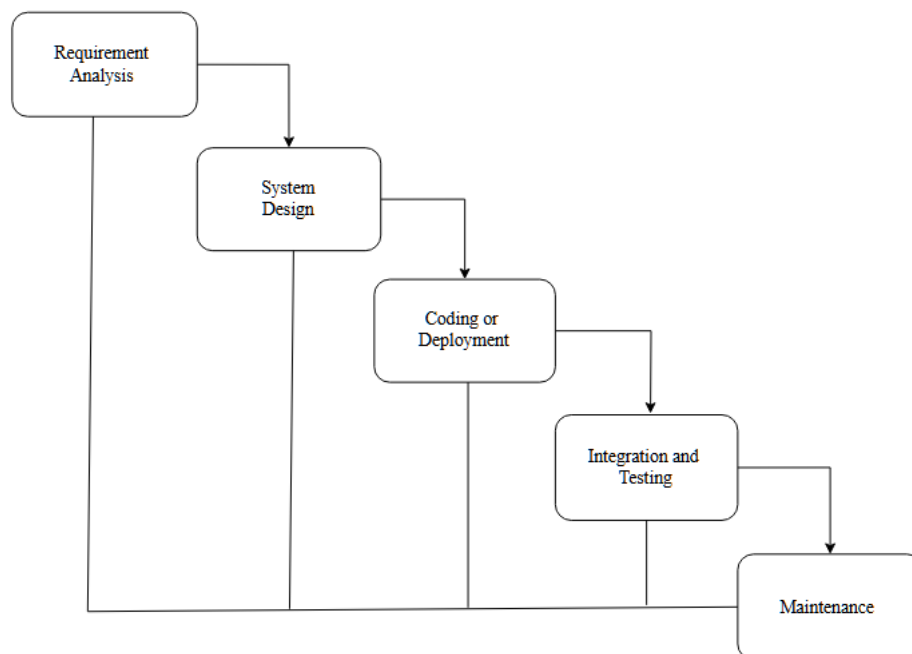 Requirement
Analysis
System
Design
Coding or
Deployment
Integration and
Testing
Maintenance